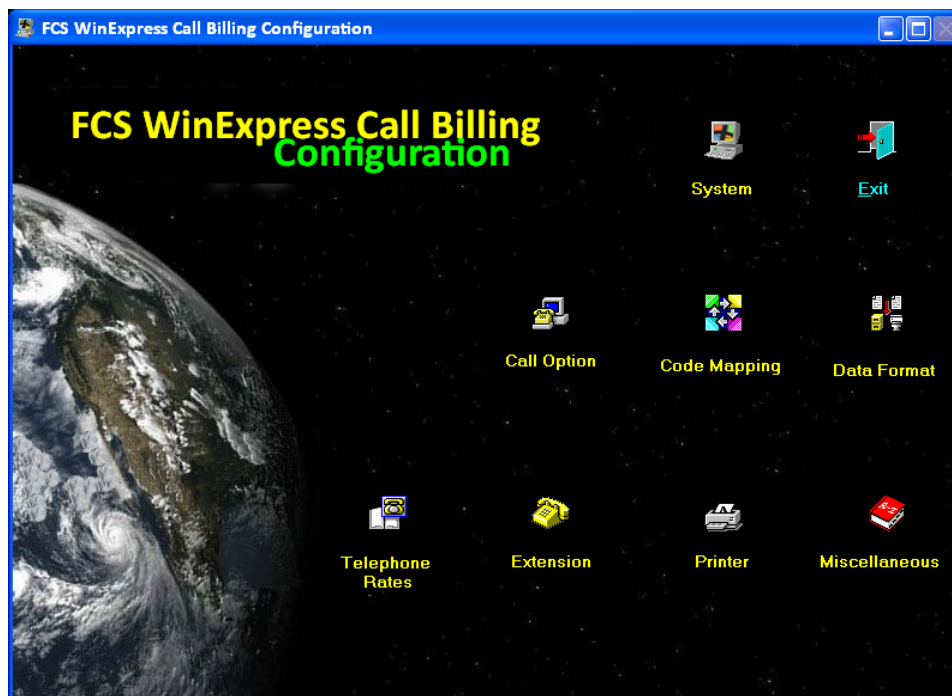 FCS WinExpress Call Billing Configuration
FCS WinExpress Call Billing
Configuration
System
Exit
Call Option
Code Mapping
Data Format
Telephone
Rates
Extension
Printer
Miscellaneous